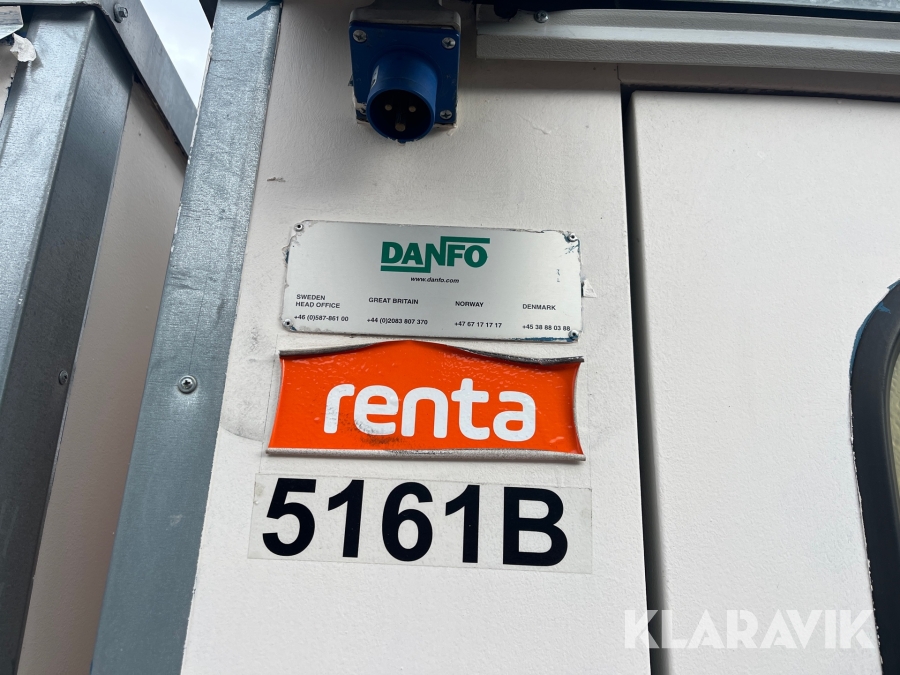 DANFO
www.danfo.com
SWEDEN GREAT BRITAIN NORWAY DENMARK
HEAD OFFICE
+46 (0)587-861 00 +44 (0)2083 807 370 +47 67 17 17 17 +45 38 88 03 88
renta
5161B
KLARAVIK